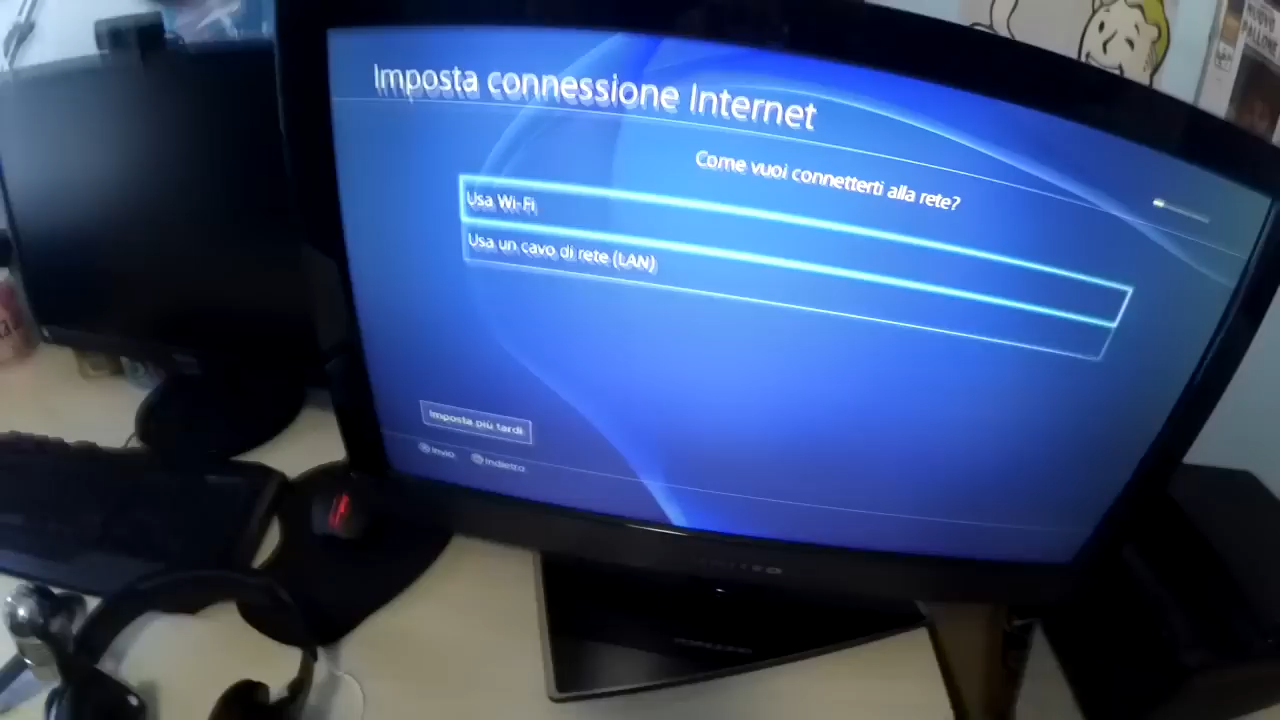 Imposta connessione Internet
Come vuoi connetterti alla rete?
Usa Wi-Fi
Usa un cavo di rete (LAN)
Imposta più tardi
Invio
Indietro